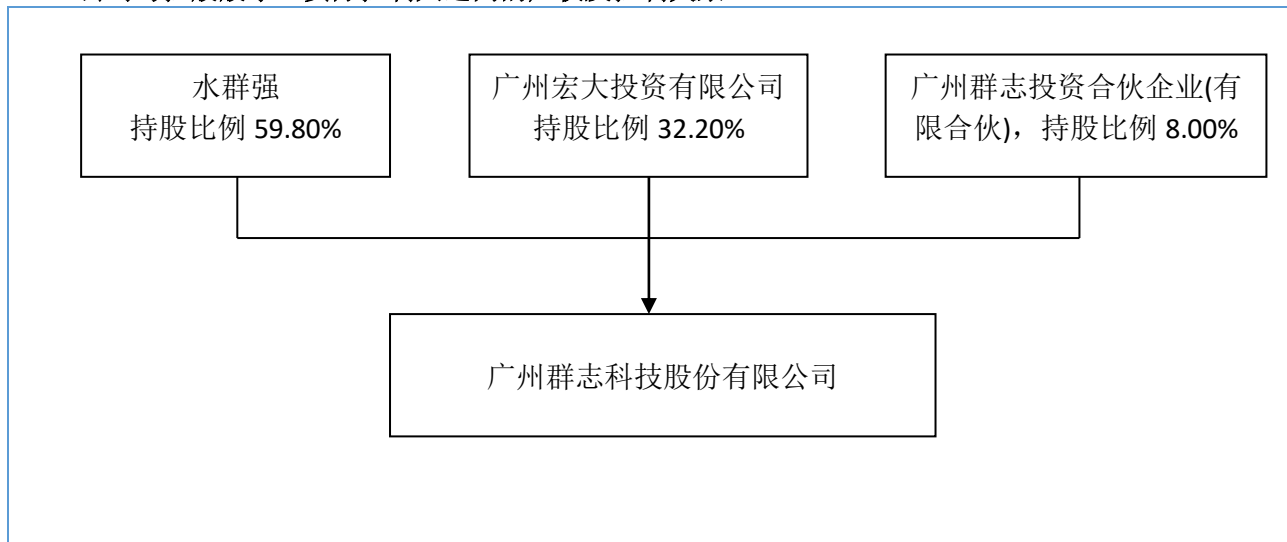 水群强
持股比例 59.80%
广州宏大投资有限公司
持股比例 32.20%
广州群志投资合伙企业(有
限合伙)，持股比例 8.00%
广州群志科技股份有限公司